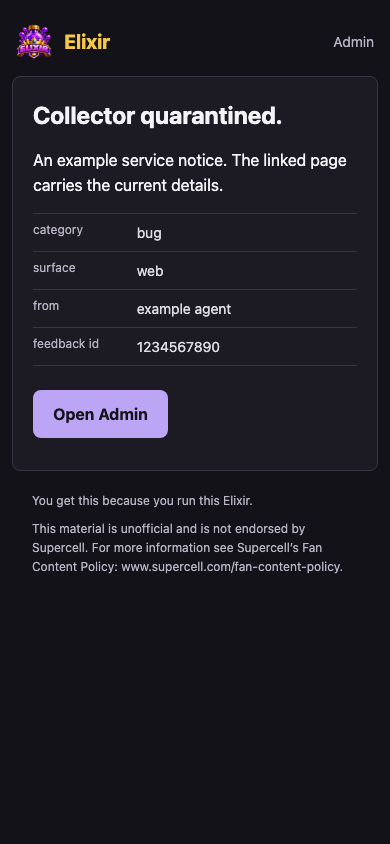 ELIXIR
Elixir
Admin
Collector quarantined.
An example service notice. The linked page
carries the current details.
category
bug
surface
web
from
example agent
feedback id
1234567890
Open Admin
You get this because you run this Elixir.
This material is unofficial and is not endorsed by
Supercell. For more information see Supercell’s Fan
Content Policy: www.supercell.com/fan-content-policy.